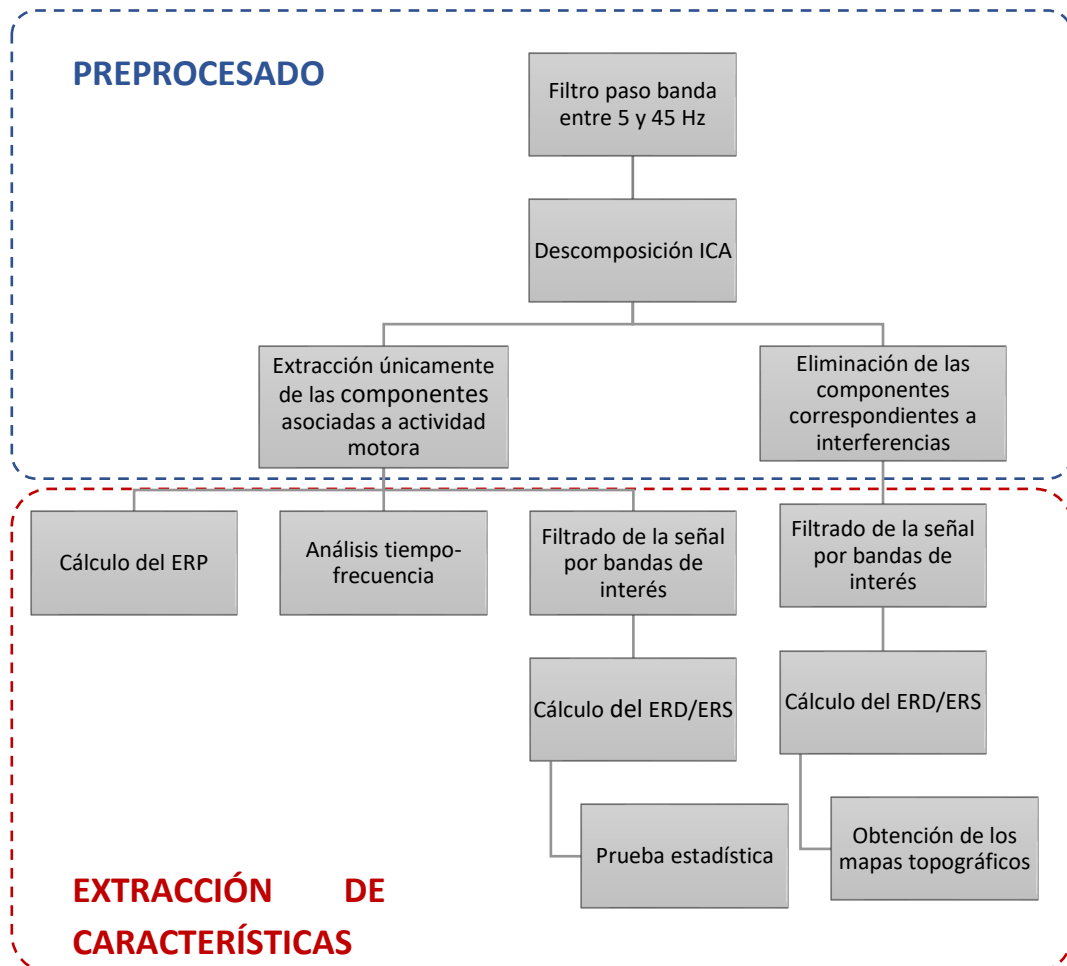 PREPROCESADO
Filtro paso banda
entre 5 y 45 Hz
Descomposición ICA
Extracción únicamente
de las componentes
asociadas a actividad
motora
Eliminación de las
componentes
correspondientes a
interferencias
Cálculo del ERP
Análisis tiempo-
frecuencia
Filtrado de la señal
por bandas de
interés
Filtrado de la señal
por bandas de
interés
Cálculo del ERD/ERS
Cálculo del ERD/ERS
Prueba estadística
Obtención de los
mapas topográficos
EXTRACCIÓN DE
CARACTERÍSTICAS